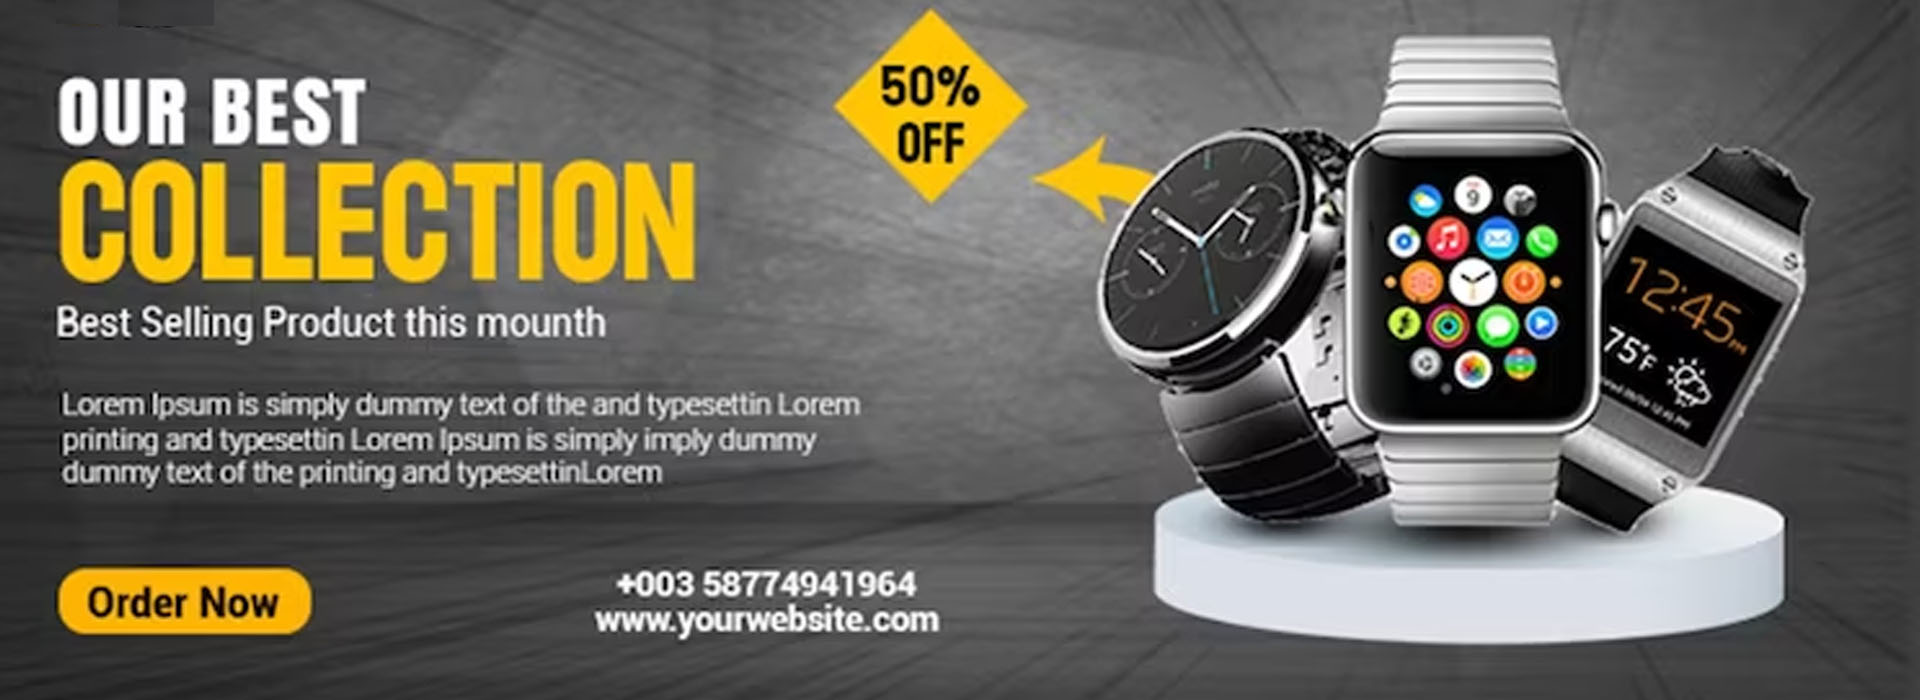 OUR BEST
COLLECTION
Best Selling Product this mounth
Lorem Ipsum is simply dummy text of the and typesettin Lorem
printing and typesettin Lorem Ipsum is simply imply dummy
dummy text of the printing and typesettinLorem
Order Now
+003 58774941964
www.yourwebsite.com
50%
OFF
9
12:45 PM
75°F